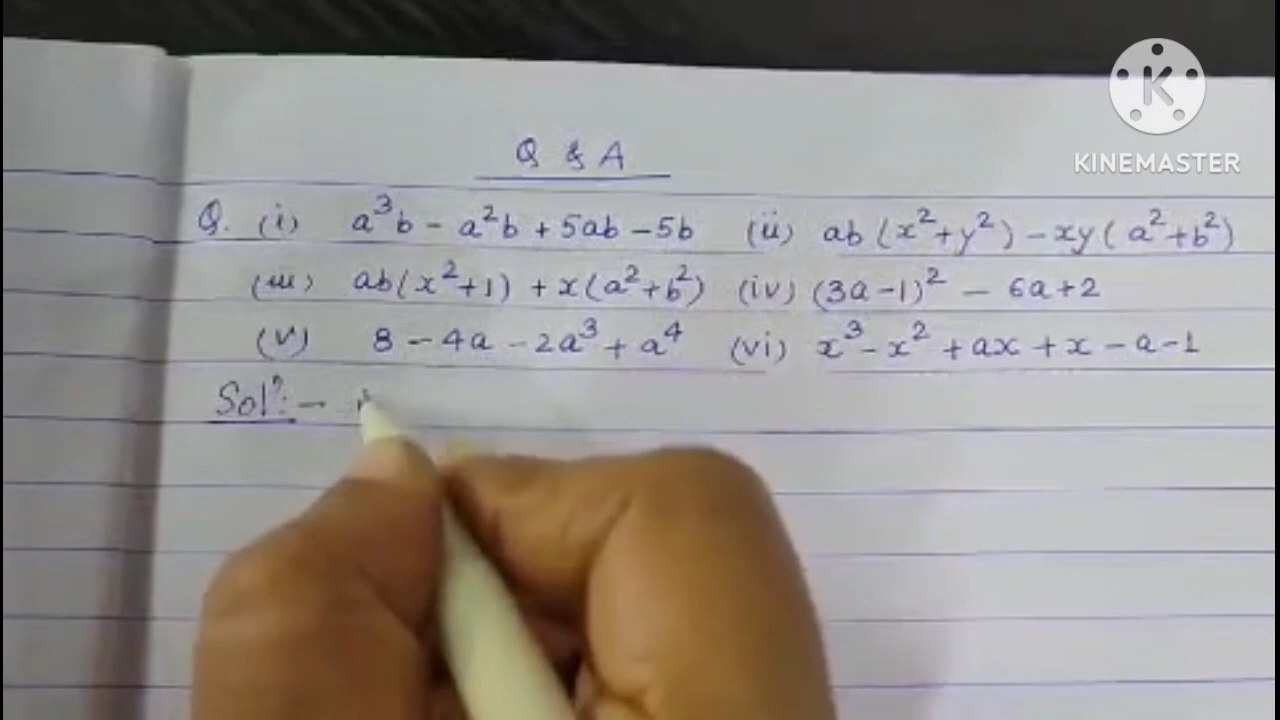 K
KINEMASTER
Q & A
Q. (i) a³b - a²b + 5ab - 5b (ii) ab (x²+y²) - xy (a²+b²)
(iii) ab(x²+1) + x(a²+b²) (iv) (3a-1)² - 6a+2
(v) 8 - 4a - 2a³ + a⁴ (vi) x³ - x² + ax + x - a - 1
Solⁿ: -